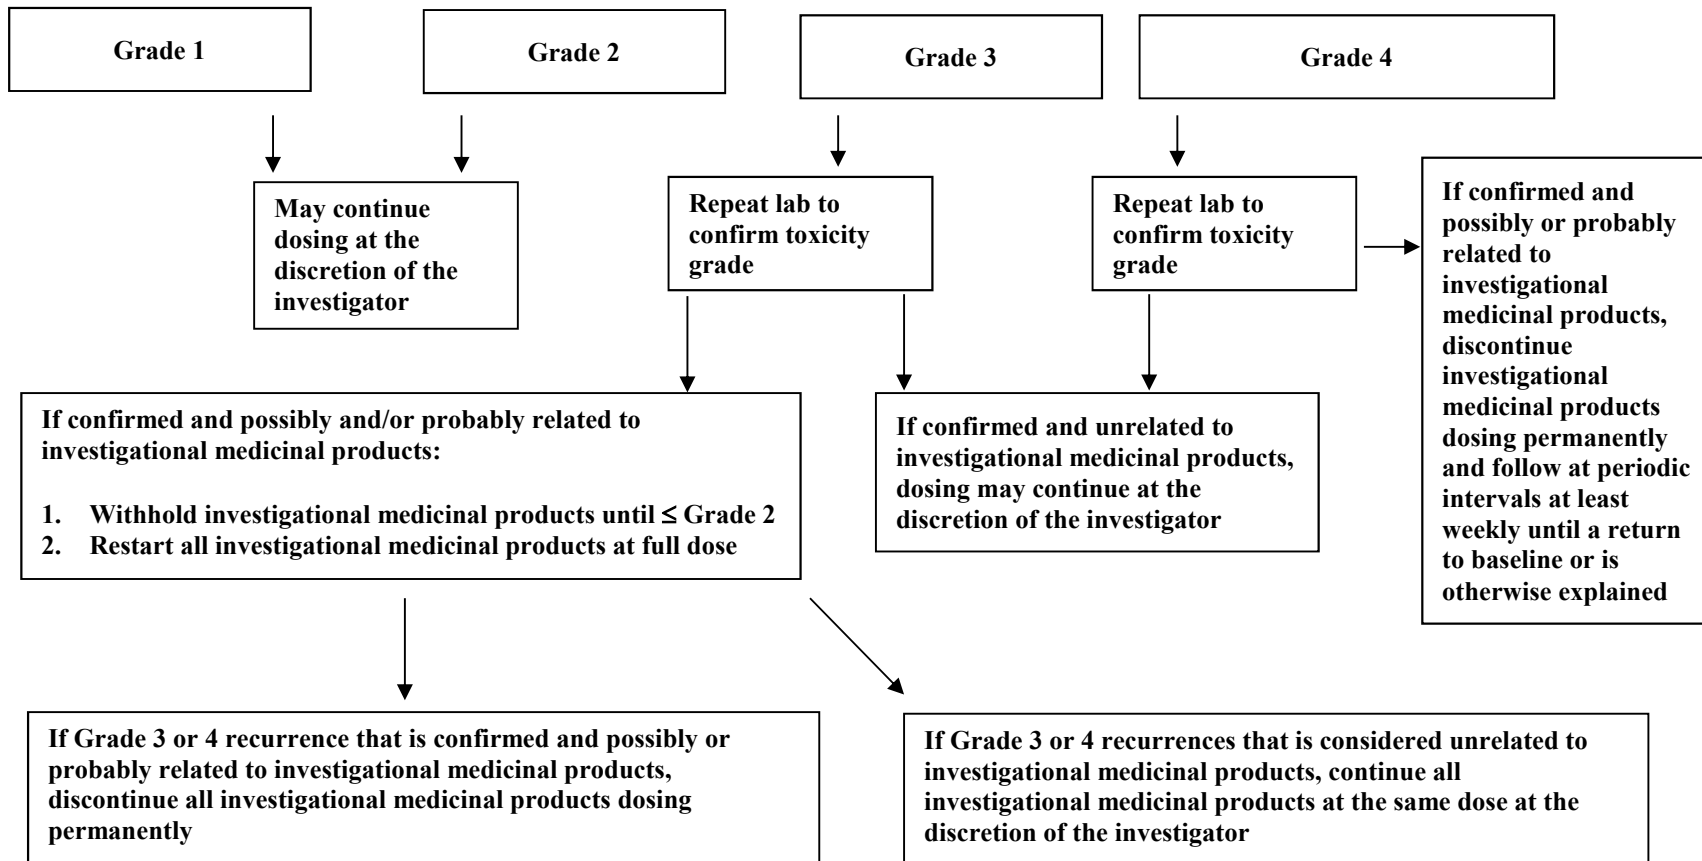 Grade 1
Grade 2
Grade 3
Grade 4
May continue
dosing at the
discretion of the
investigator
Repeat lab to
confirm toxicity
grade
Repeat lab to
confirm toxicity
grade
If confirmed and
possibly or probably
related to
investigational
medicinal products,
discontinue
investigational
medicinal products
dosing permanently
and follow at periodic
intervals at least
weekly until a return
to baseline or is
otherwise explained
If confirmed and possibly and/or probably related to
investigational medicinal products:
1. Withhold investigational medicinal products until ≤ Grade 2
2. Restart all investigational medicinal products at full dose
If confirmed and unrelated to
investigational medicinal products,
dosing may continue at the
discretion of the investigator
If Grade 3 or 4 recurrence that is confirmed and possibly or
probably related to investigational medicinal products,
discontinue all investigational medicinal products dosing
permanently
If Grade 3 or 4 recurrences that is considered unrelated to
investigational medicinal products, continue all
investigational medicinal products at the same dose at the
discretion of the investigator